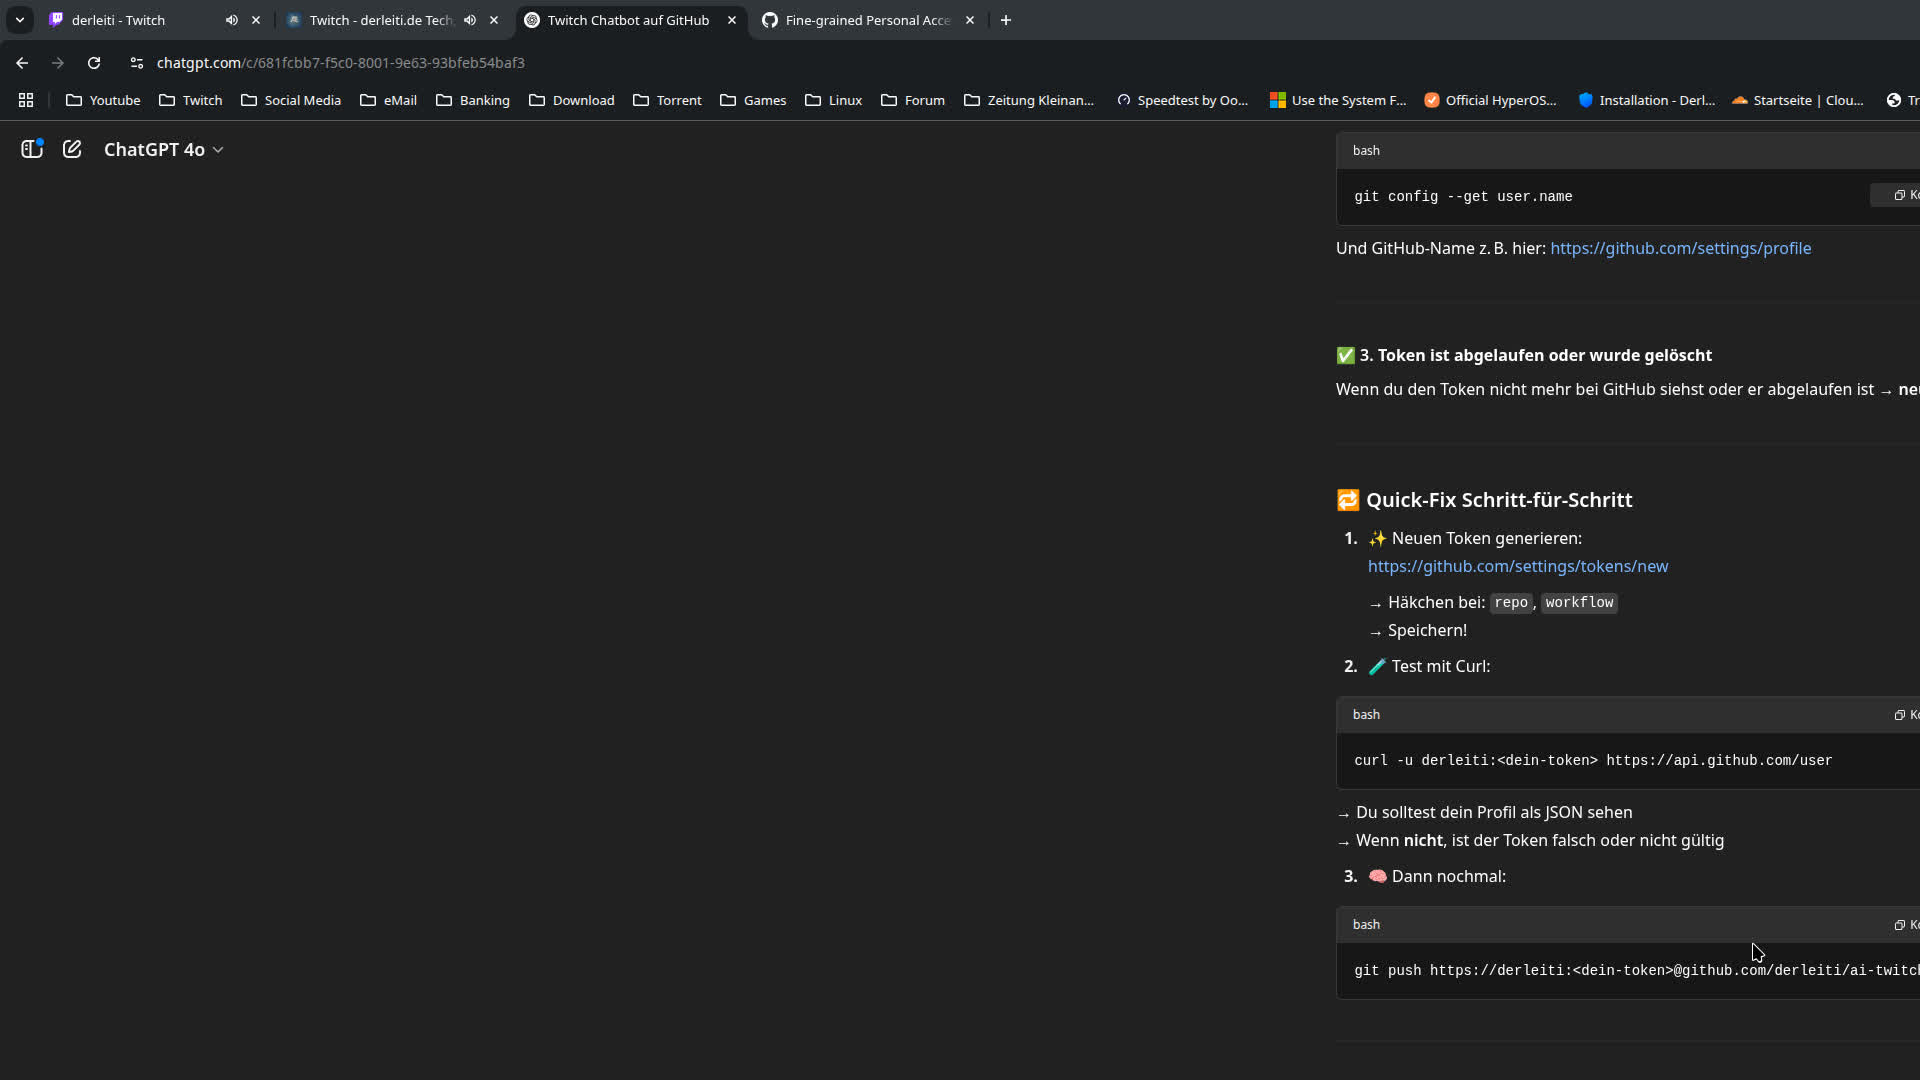 derleiti - Twitch
Twitch - derleiti.de Tech
Twitch Chatbot auf GitHub
Fine-grained Personal Acce
chatgpt.com/c/681fcbb7-f5c0-8001-9e63-93bfeb54baf3
Youtube Twitch Social Media eMail Banking Download Torrent Games Linux Forum Zeitung Kleinan... Speedtest by Oo... Use the System F... Official HyperOS... Installation - Derl... Startseite | Clou... Tr
ChatGPT 4o
bash
git config --get user.name
Ko
Und GitHub-Name z. B. hier: https://github.com/settings/profile
✅ 3. Token ist abgelaufen oder wurde gelöscht
Wenn du den Token nicht mehr bei GitHub siehst oder er abgelaufen ist → neu
🔁 Quick-Fix Schritt-für-Schritt
1. ✨ Neuen Token generieren:
https://github.com/settings/tokens/new
→ Häkchen bei: repo, workflow
→ Speichern!
2. 🧪 Test mit Curl:
bash
Ko
curl -u derleiti:<dein-token> https://api.github.com/user
→ Du solltest dein Profil als JSON sehen
→ Wenn nicht, ist der Token falsch oder nicht gültig
3. 🧠 Dann nochmal:
bash
Ko
git push https://derleiti:<dein-token>@github.com/derleiti/ai-twitch